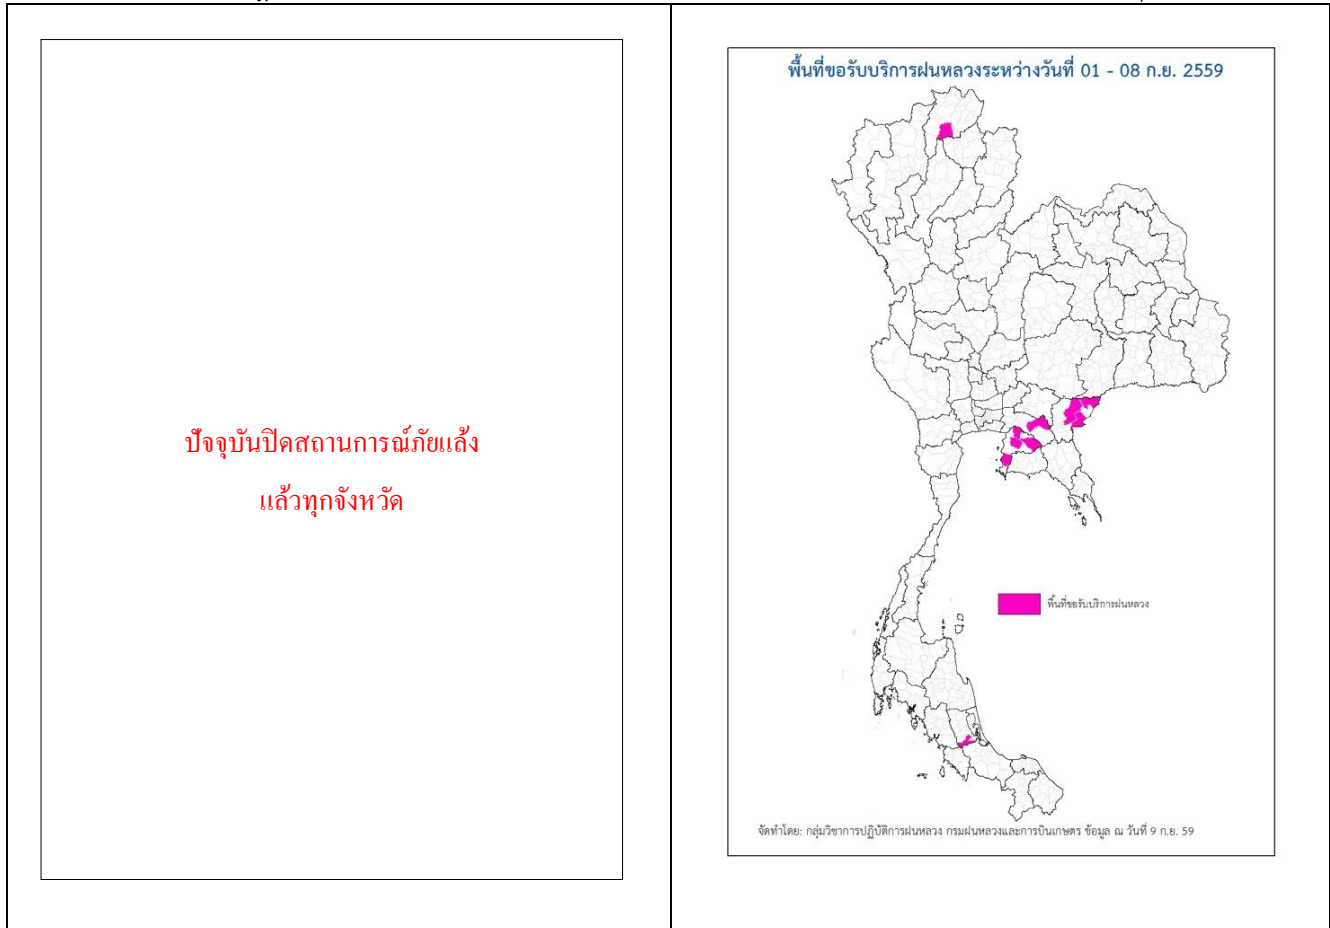 ปัจจุบันปิดสถานการณ์ภัยแล้ง
แล้วทุกจังหวัด
พื้นที่ขอรับบริการฝนหลวงระหว่างวันที่ 01 - 08 ก.ย. 2559
พื้นที่ขอรับบริการฝนหลวง
จัดทำโดย: กลุ่มวิชาการปฏิบัติการฝนหลวง กรมฝนหลวงและการบินเกษตร ข้อมูล ณ วันที่ 9 ก.ย. 59